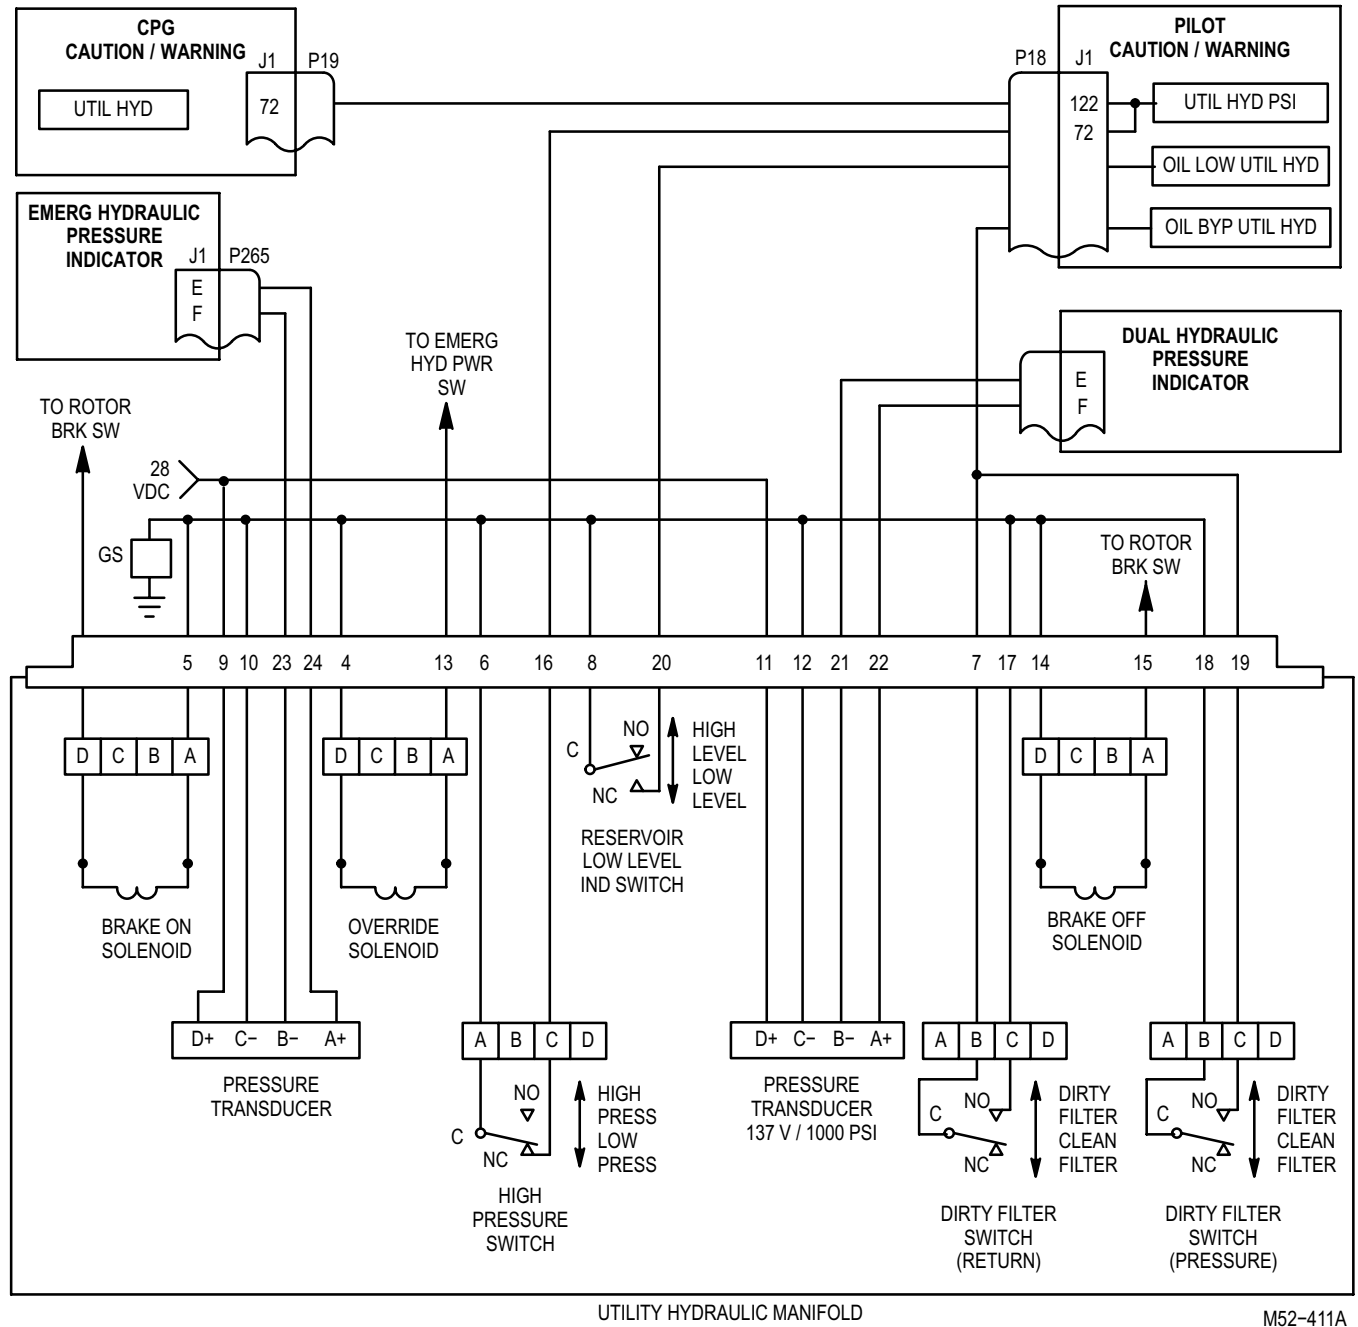 CPG
CAUTION / WARNING
UTIL HYD
J1
P19
72
PILOT
CAUTION / WARNING
P18
J1
122
72
UTIL HYD PSI
OIL LOW UTIL HYD
OIL BYP UTIL HYD
EMERG HYDRAULIC
PRESSURE
INDICATOR
J1
P265
E
F
DUAL HYDRAULIC
PRESSURE
INDICATOR
E
F
TO EMERG
HYD PWR
SW
TO ROTOR
BRK SW
28
VDC
GS
TO ROTOR
BRK SW
5 9 10 23 24 4 13 6 16 8 20 11 12 21 22 7 17 14 15 18 19
D C B A
BRAKE ON
SOLENOID
D C B A
OVERRIDE
SOLENOID
C
NO
NC
HIGH
LEVEL
LOW
LEVEL
RESERVOIR
LOW LEVEL
IND SWITCH
D C B A
BRAKE OFF
SOLENOID
D+ C− B− A+
PRESSURE
TRANSDUCER
A B C D
C
NO
NC
HIGH
PRESS
LOW
PRESS
HIGH
PRESSURE
SWITCH
D+ C− B− A+
PRESSURE
TRANSDUCER
137 V / 1000 PSI
A B C D
C
NO
NC
DIRTY
FILTER
CLEAN
FILTER
DIRTY FILTER
SWITCH
(RETURN)
A B C D
C
NO
NC
DIRTY
FILTER
CLEAN
FILTER
DIRTY FILTER
SWITCH
(PRESSURE)
UTILITY HYDRAULIC MANIFOLD
M52−411A